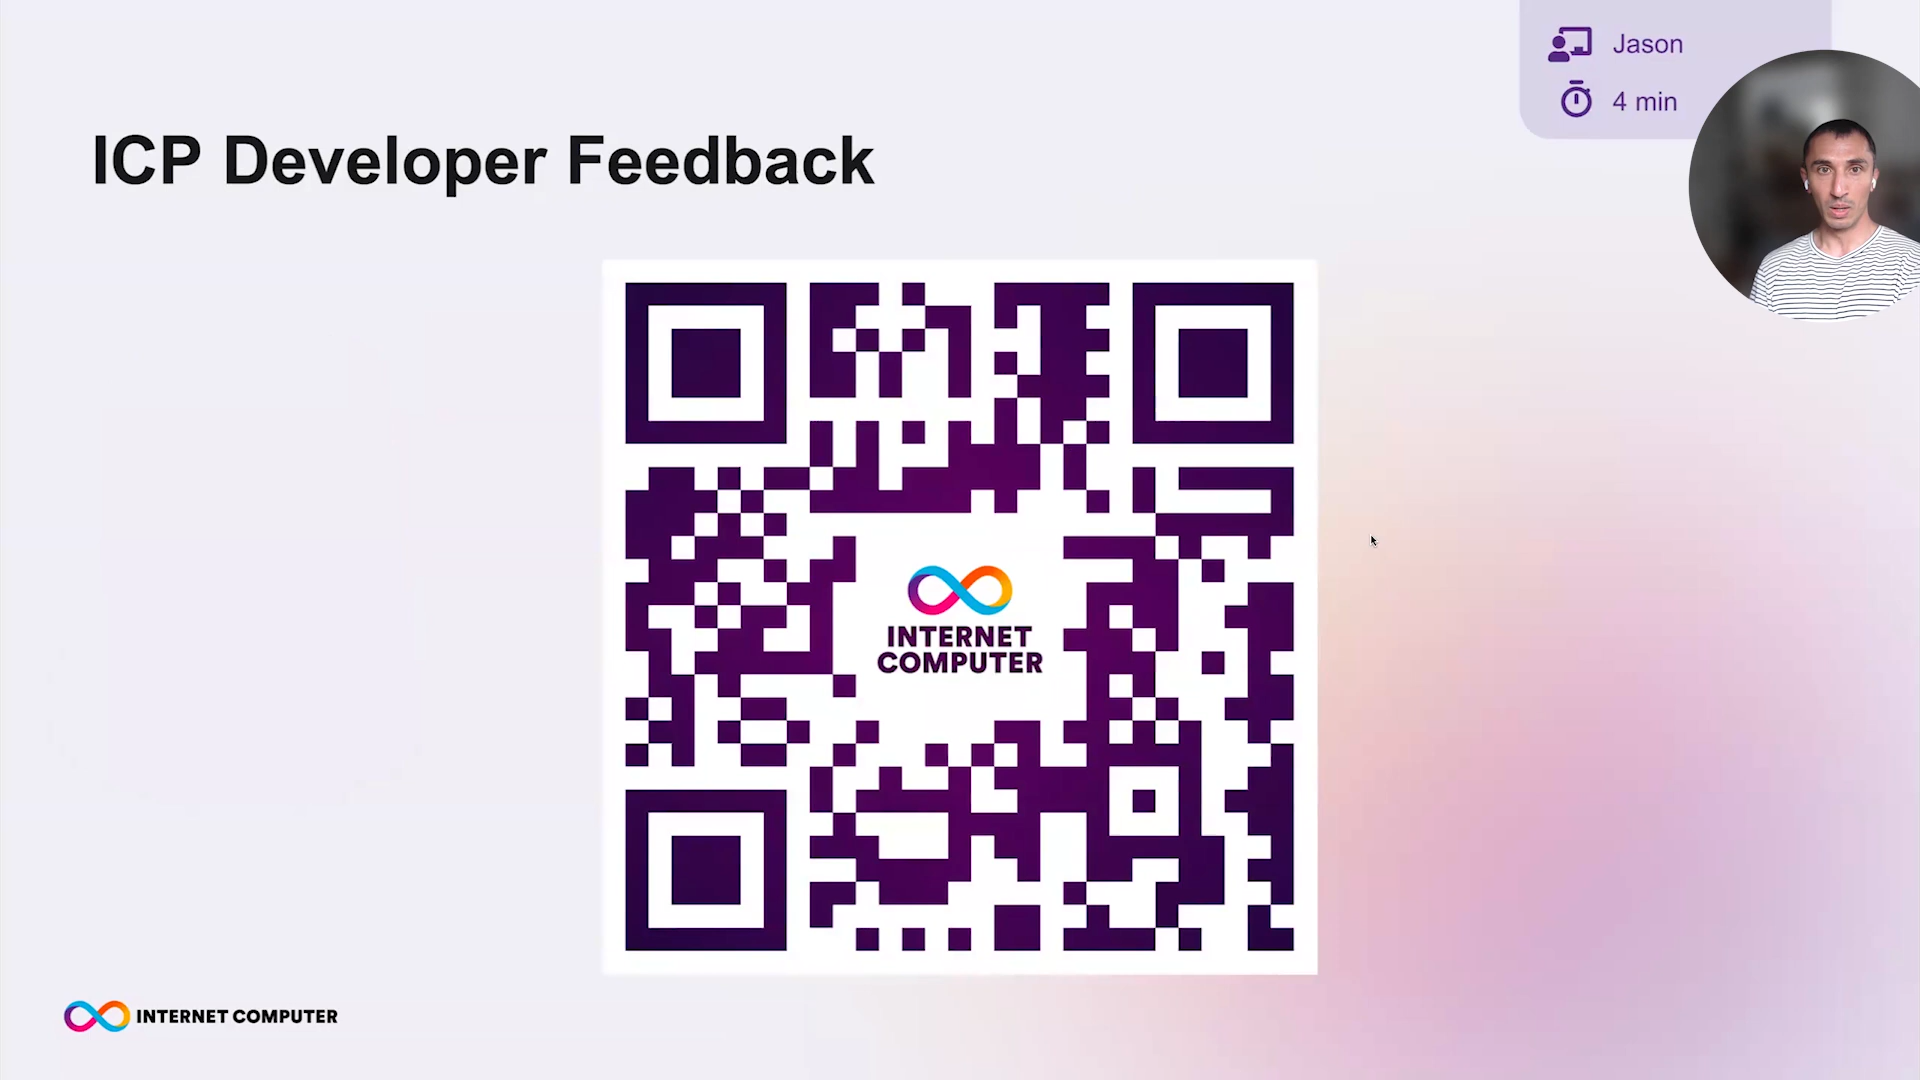 Jason
4 min
ICP Developer Feedback
INTERNET
COMPUTER
INTERNET COMPUTER